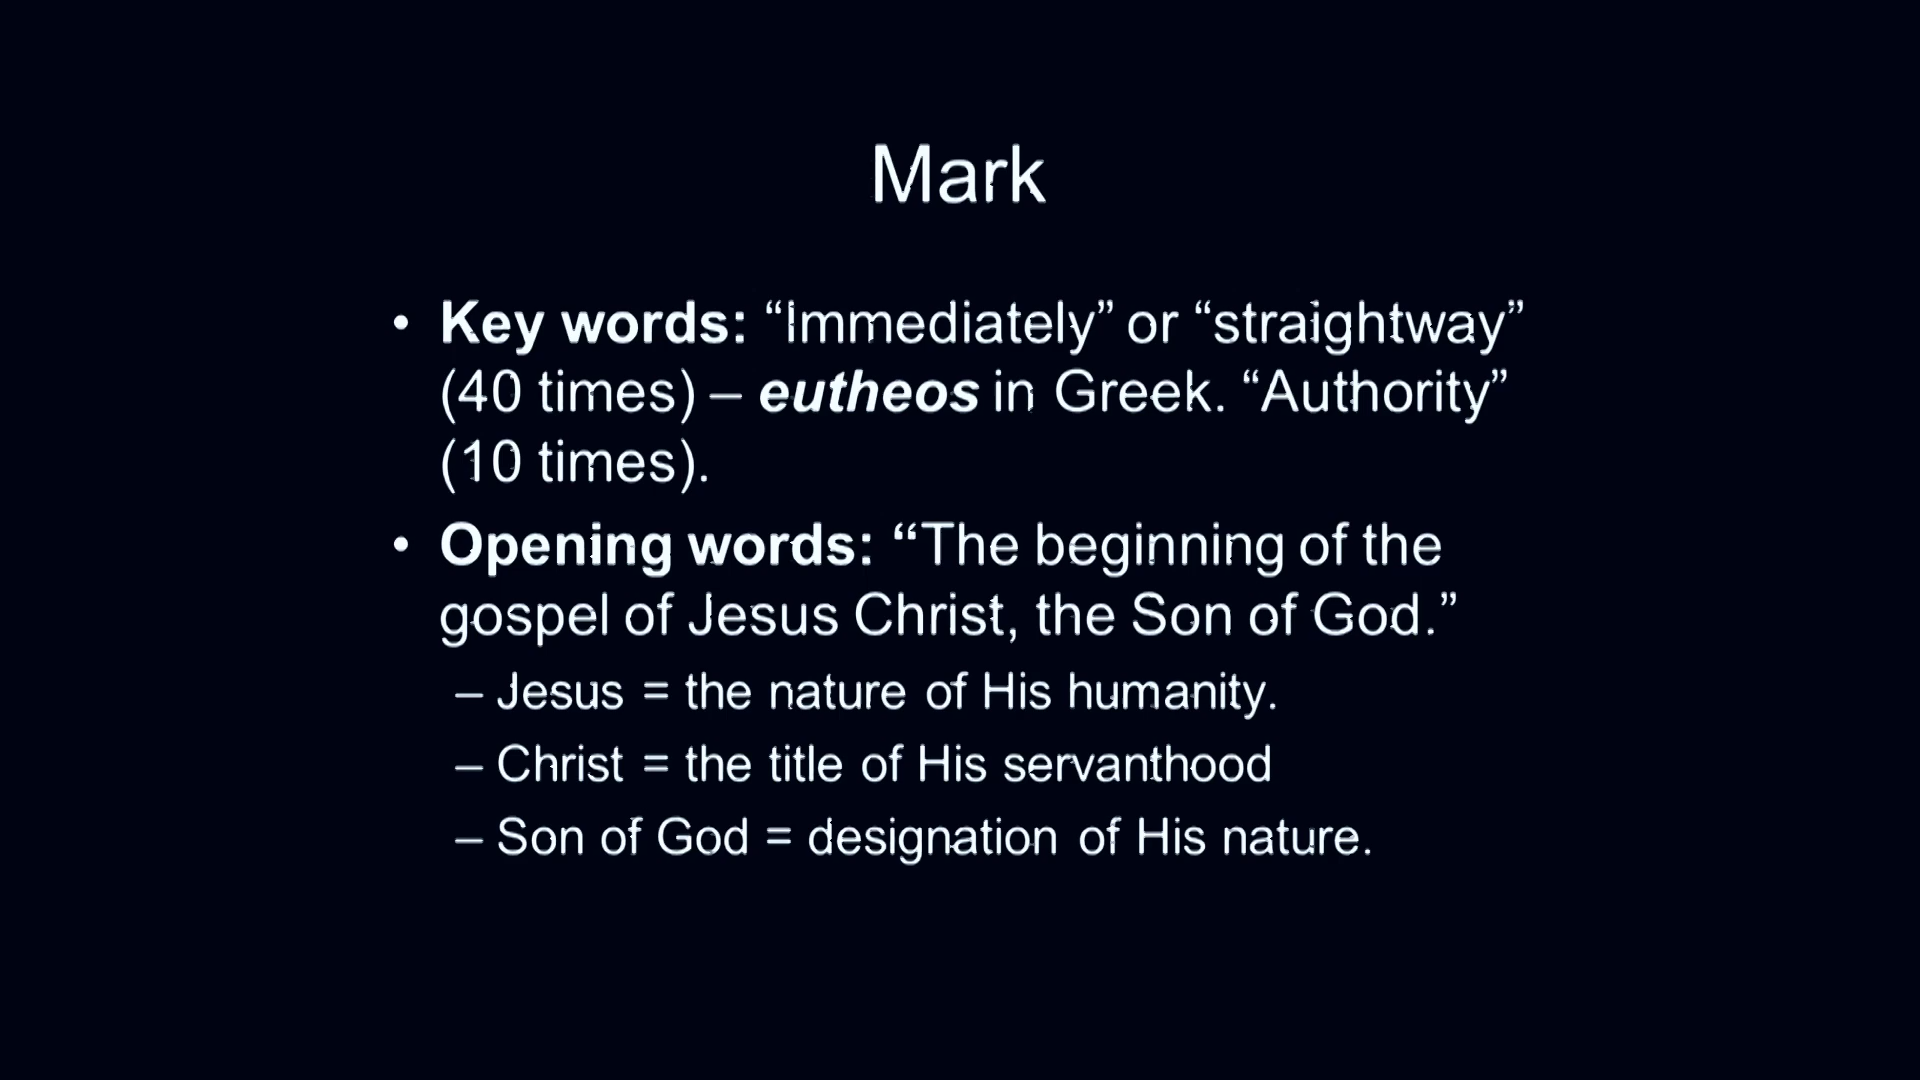 Mark
• Key words: “Immediately” or “straightway”
(40 times) – eutheos in Greek. “Authority”
(10 times).
• Opening words: “The beginning of the
gospel of Jesus Christ, the Son of God.”
– Jesus = the nature of His humanity.
– Christ = the title of His servanthood
– Son of God = designation of His nature.